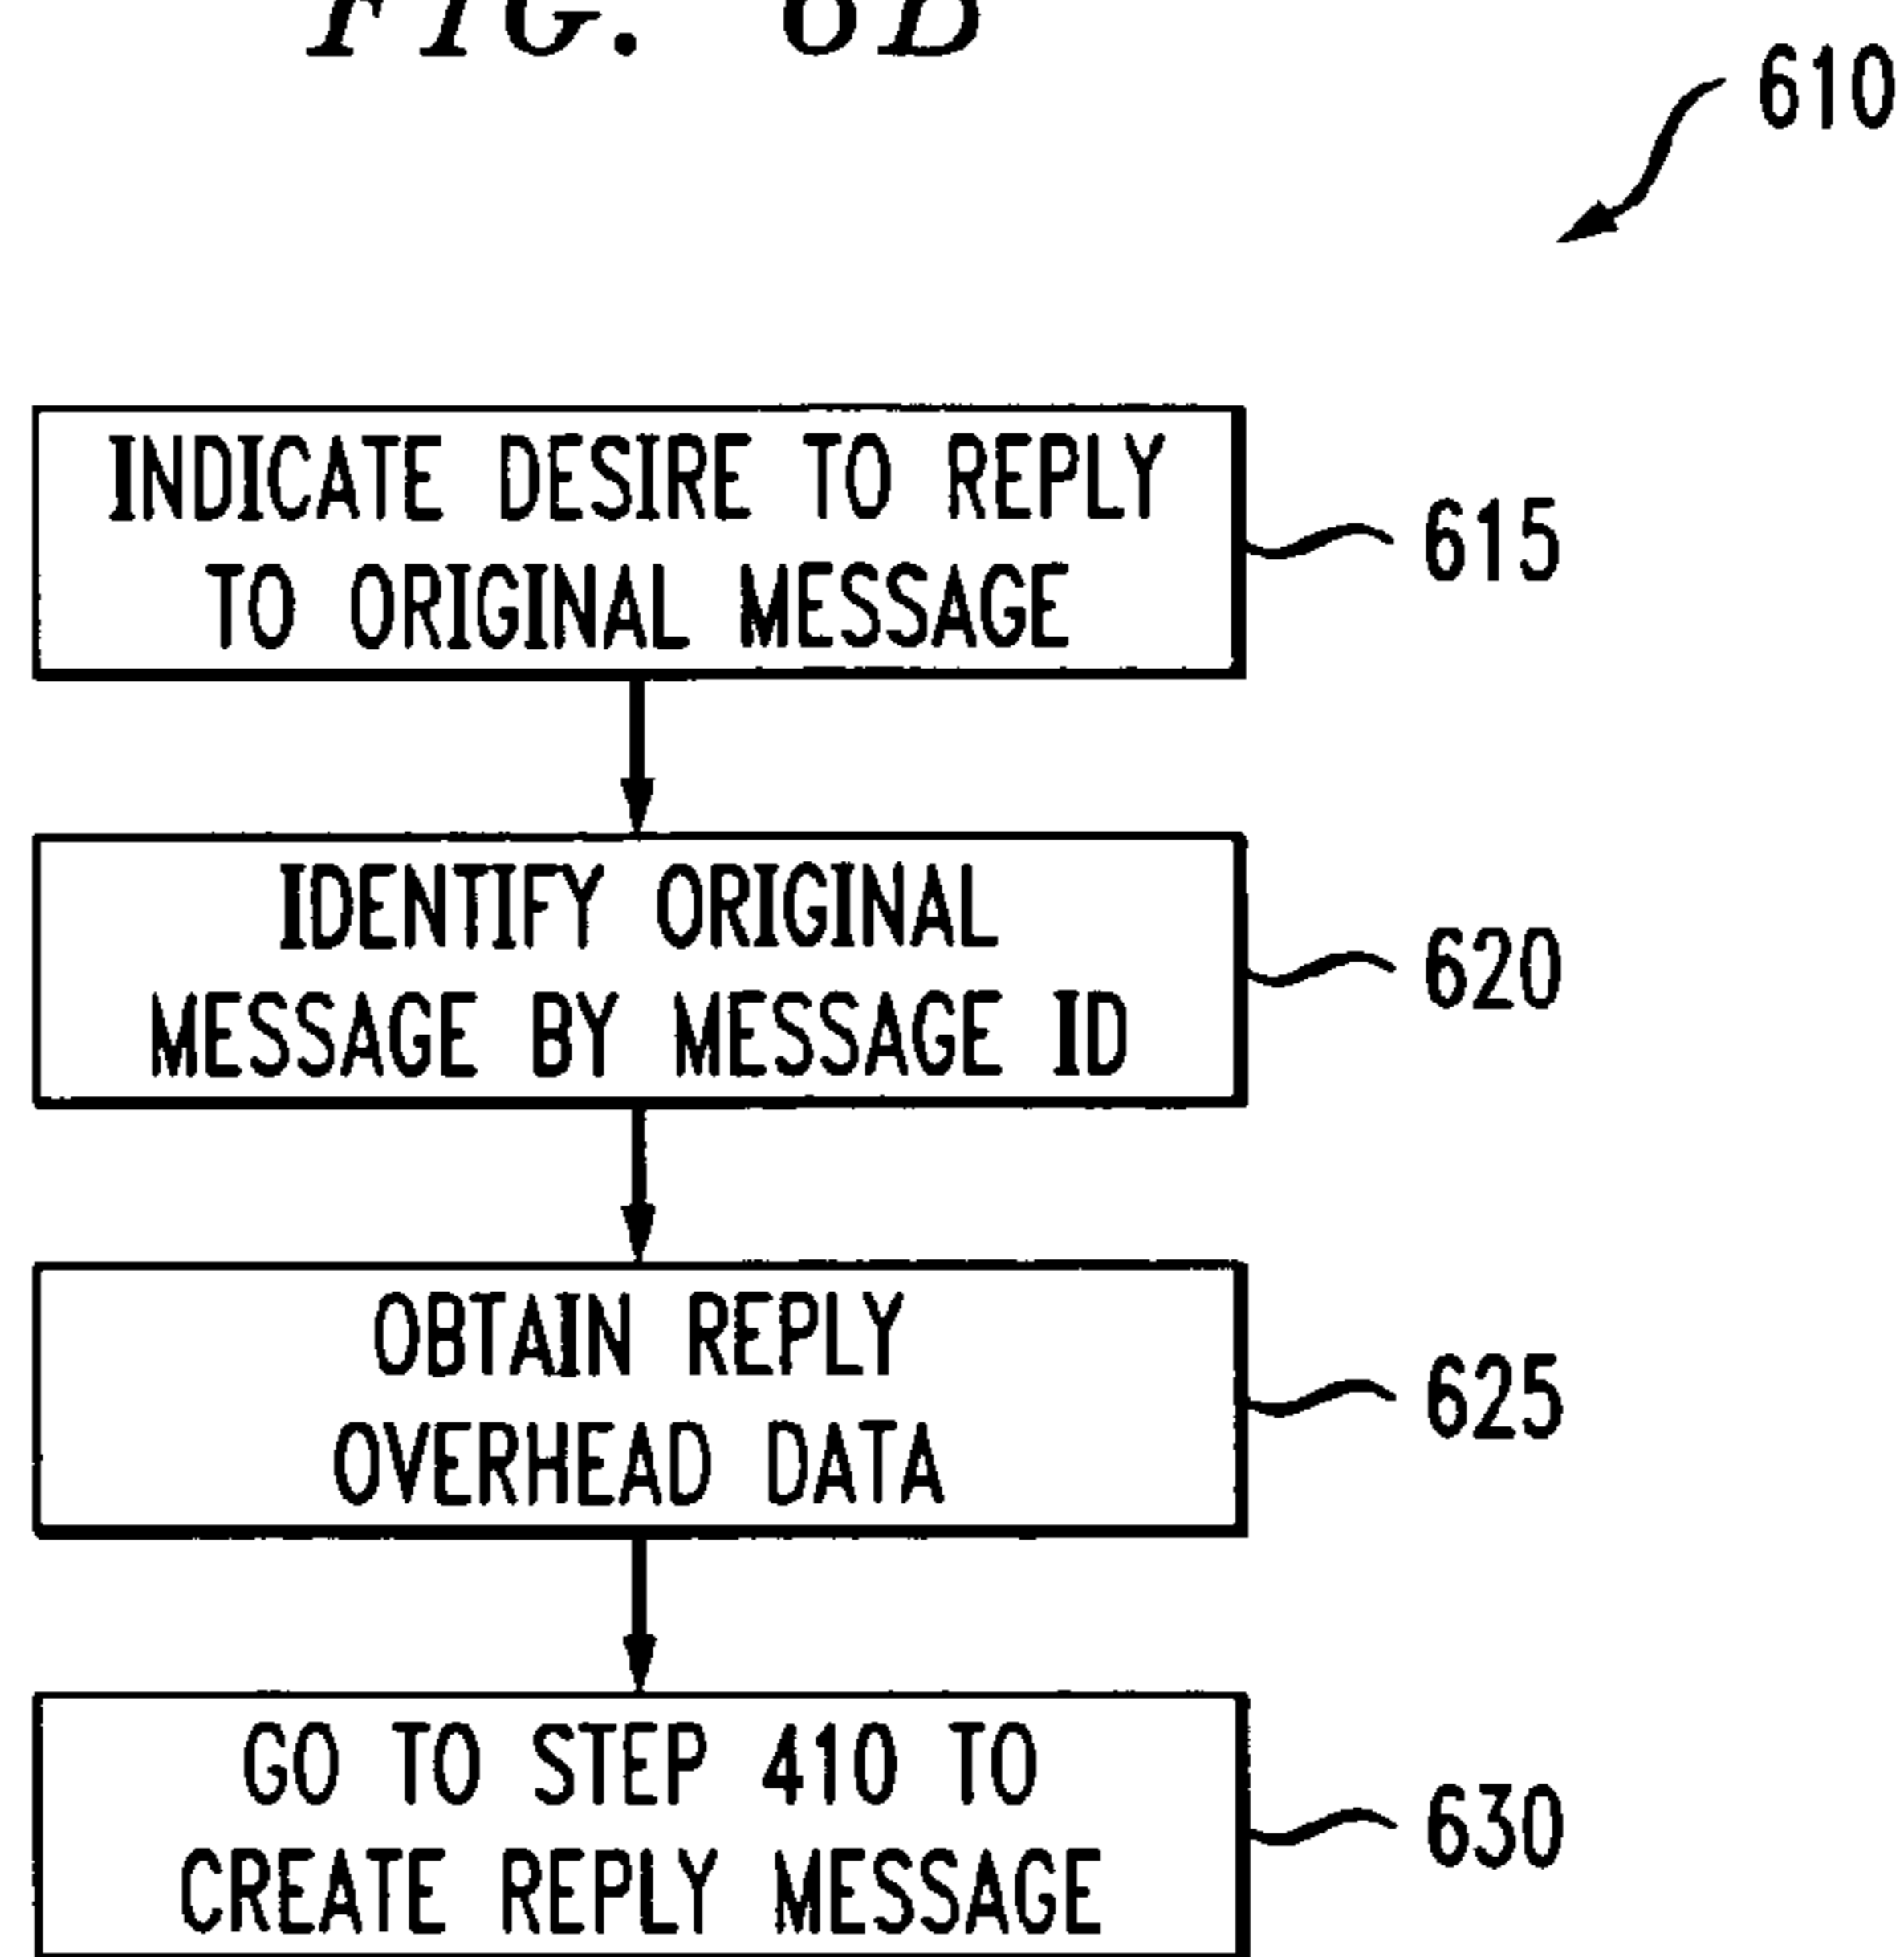 FIG.
610
INDICATE DESIRE TO REPLY
TO ORIGINAL MESSAGE
615
IDENTIFY ORIGINAL
MESSAGE BY MESSAGE ID
620
OBTAIN REPLY
OVERHEAD DATA
625
GO TO STEP 410 TO
CREATE REPLY MESSAGE
630